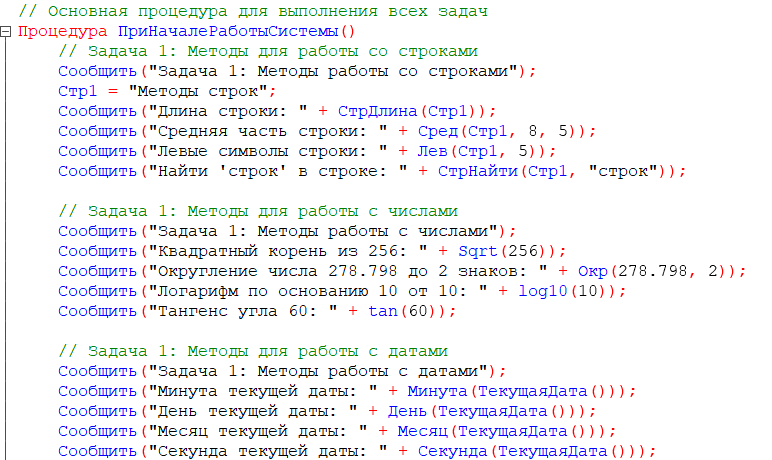 // Основная процедура для выполнения всех задач
Процедура ПриНачалеРаботыСистемы()
// Задача 1: Методы для работы со строками
Сообщить("Задача 1: Методы работы со строками");
Стр1 = "Методы строк";
Сообщить("Длина строки: " + СтрДлина(Стр1));
Сообщить("Средняя часть строки: " + Сред(Стр1, 8, 5));
Сообщить("Левые символы строки: " + Лев(Стр1, 5));
Сообщить("Найти 'строк' в строке: " + СтрНайти(Стр1, "строк"));
// Задача 1: Методы для работы с числами
Сообщить("Задача 1: Методы работы с числами");
Сообщить("Квадратный корень из 256: " + Sqrt(256));
Сообщить("Округление числа 278.798 до 2 знаков: " + Окр(278.798, 2));
Сообщить("Логарифм по основанию 10 от 10: " + log10(10));
Сообщить("Тангенс угла 60: " + tan(60));
// Задача 1: Методы для работы с датами
Сообщить("Задача 1: Методы работы с датами");
Сообщить("Минута текущей даты: " + Минута(ТекущаяДата()));
Сообщить("День текущей даты: " + День(ТекущаяДата()));
Сообщить("Месяц текущей даты: " + Месяц(ТекущаяДата()));
Сообщить("Секунда текущей даты: " + Секунда(ТекущаяДата()));